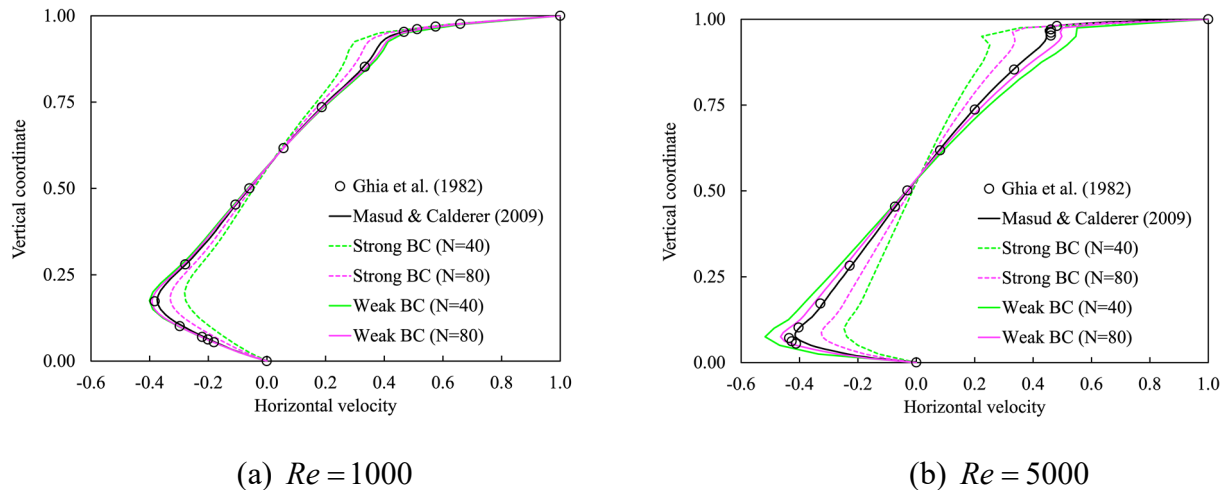 1.00
0.75
0.50
0.25
0.00
Vertical coordinate
-0.6 -0.4 -0.2 0.0 0.2 0.4 0.6 0.8 1.0
Horizontal velocity
Ghia et al. (1982)
Masud & Calderer (2009)
Strong BC (N=40)
Strong BC (N=80)
Weak BC (N=40)
Weak BC (N=80)
(a) Re = 1000
1.00
0.75
0.50
0.25
0.00
Vertical coordinate
-0.6 -0.4 -0.2 0.0 0.2 0.4 0.6 0.8 1.0
Horizontal velocity
Ghia et al. (1982)
Masud & Calderer (2009)
Strong BC (N=40)
Strong BC (N=80)
Weak BC (N=40)
Weak BC (N=80)
(b) Re = 5000